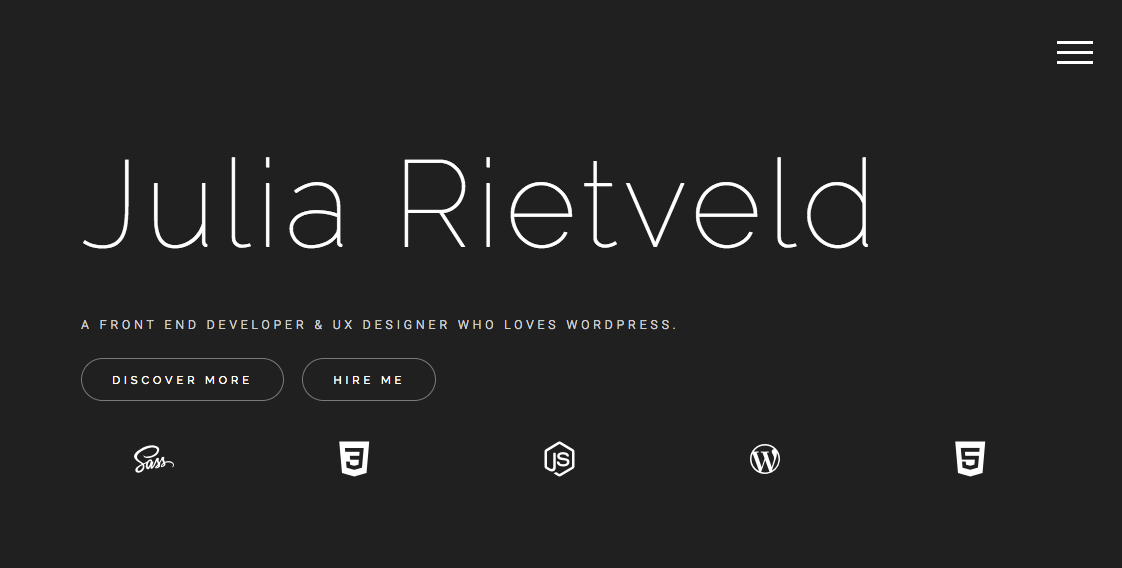 Julia Rietveld
A FRONT END DEVELOPER & UX DESIGNER WHO LOVES WORDPRESS.
DISCOVER MORE HIRE ME
Sass 3 JS W 5